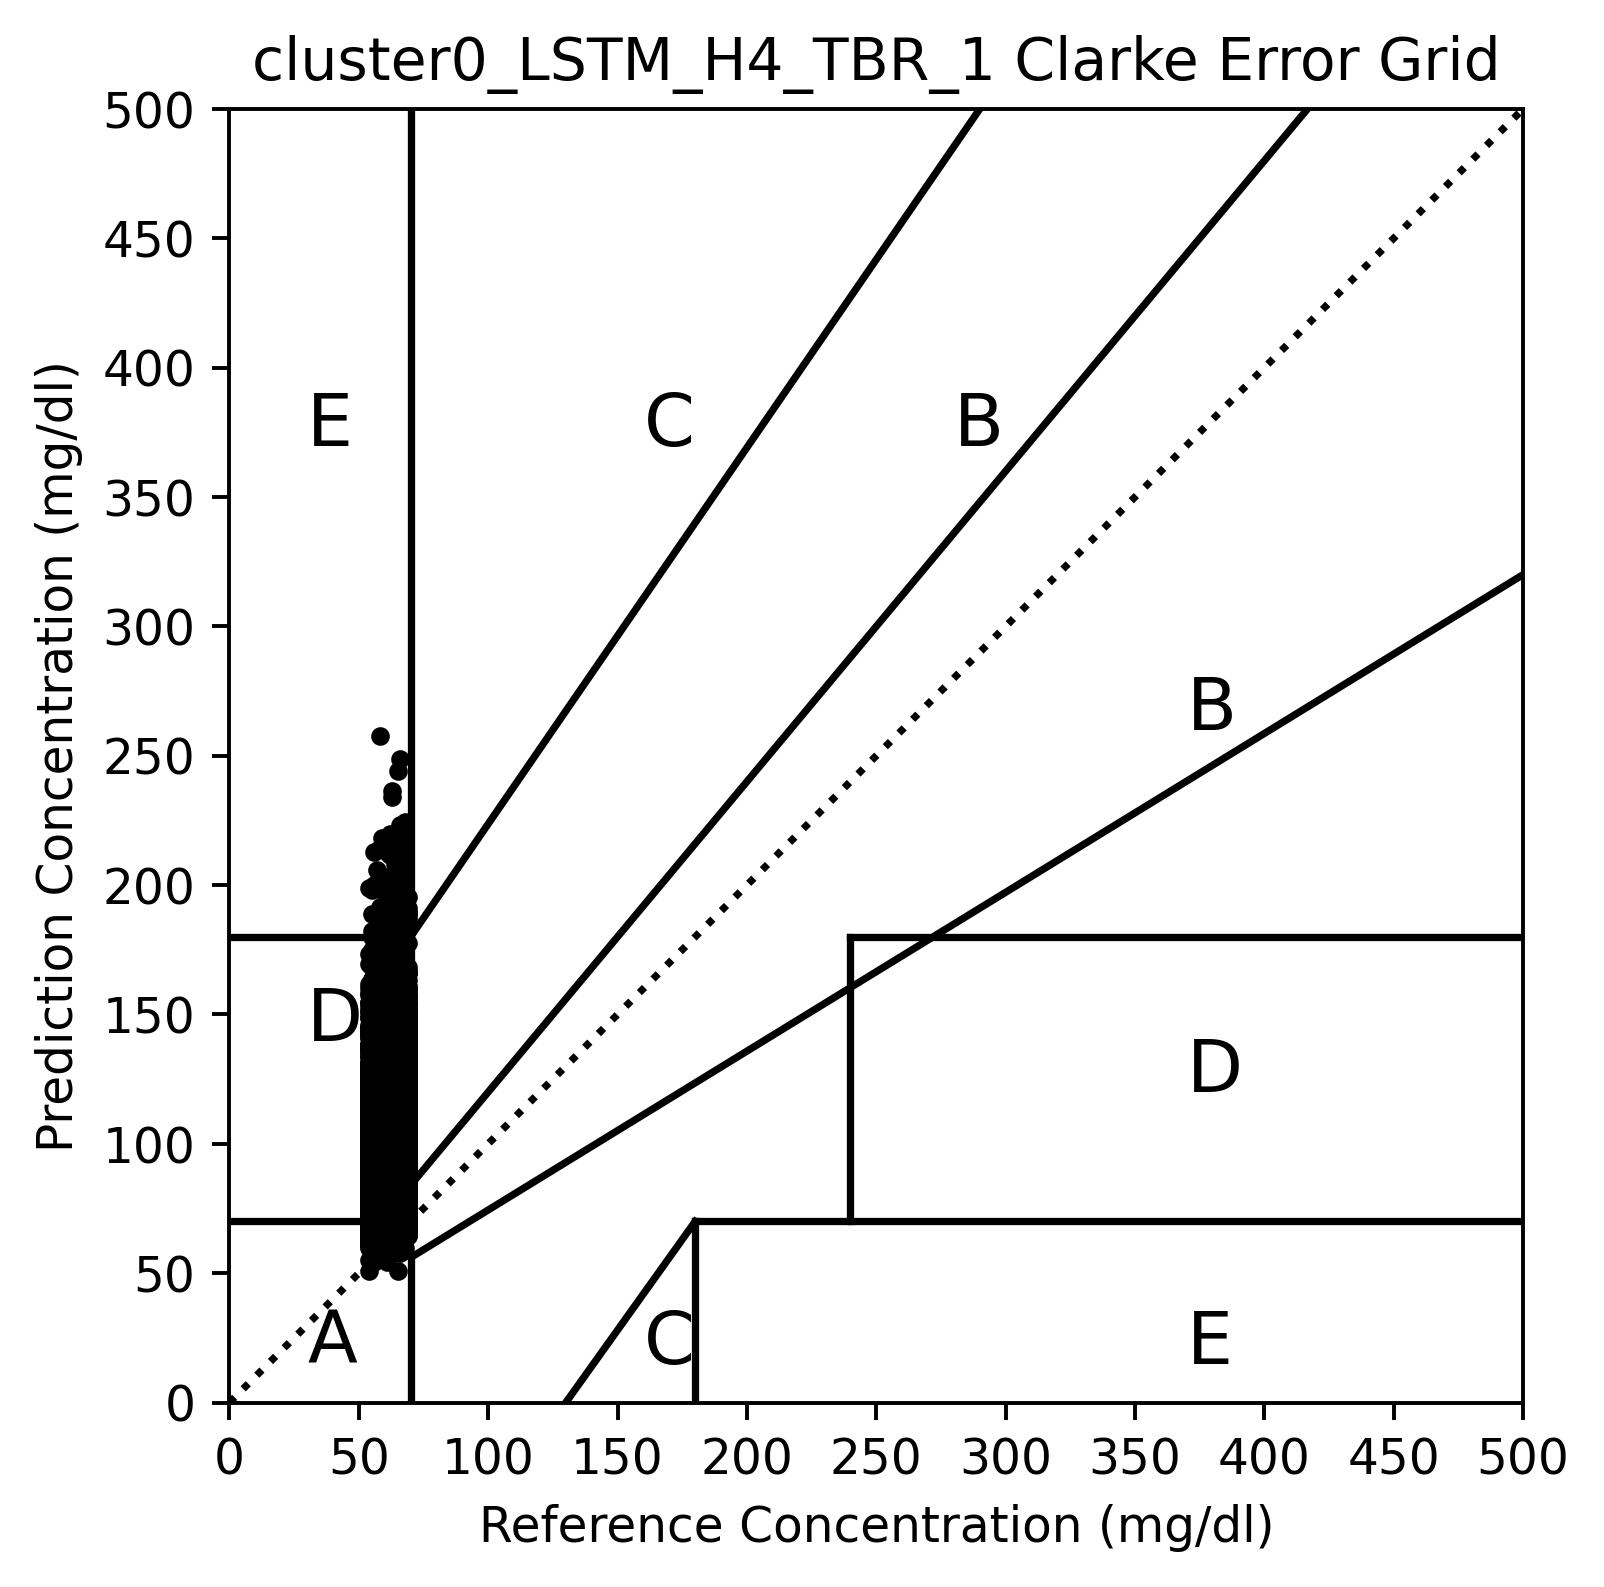 cluster0_LSTM_H4_TBR_1 Clarke Error Grid
500
450
400
350
300
250
200
150
100
50
0
Prediction Concentration (mg/dl)
E
C
B
B
D
D
A
C
E
0 50 100 150 200 250 300 350 400 450 500
Reference Concentration (mg/dl)